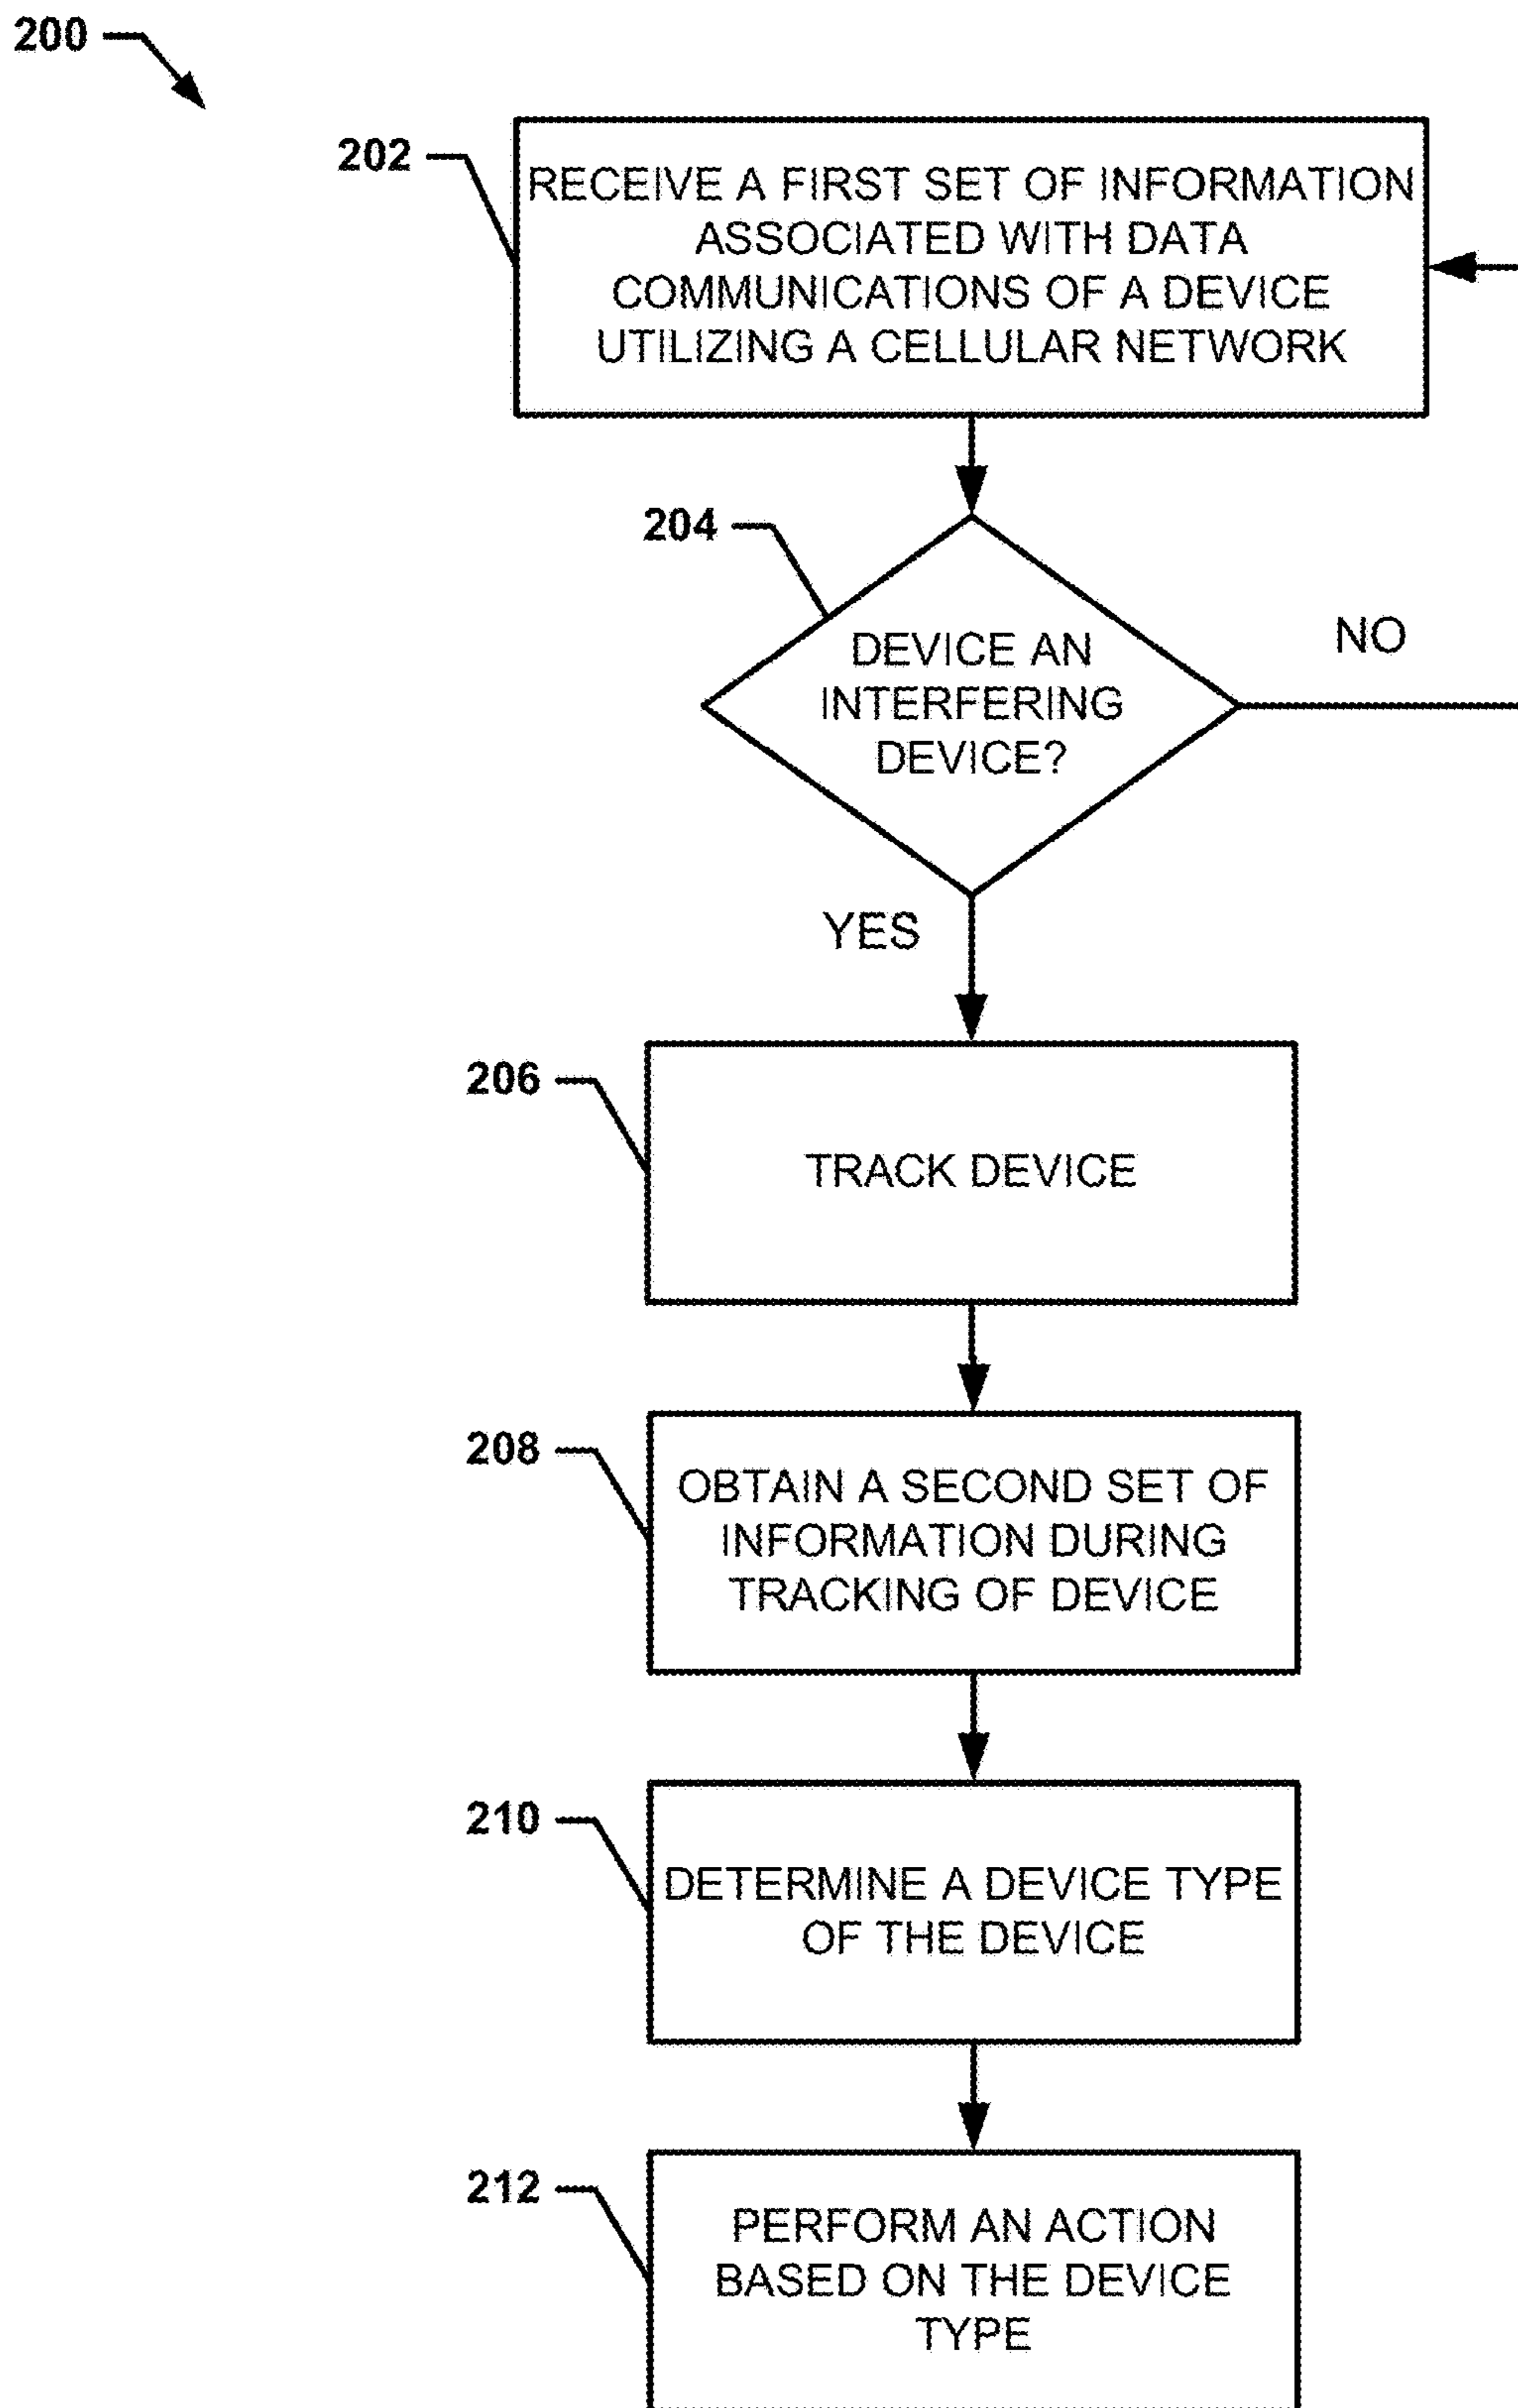 200
202
RECEIVE A FIRST SET OF INFORMATION
ASSOCIATED WITH DATA
COMMUNICATIONS OF A DEVICE
UTILIZING A CELLULAR NETWORK
204
DEVICE AN
INTERFERING
DEVICE?
NO
YES
206
TRACK DEVICE
208
OBTAIN A SECOND SET OF
INFORMATION DURING
TRACKING OF DEVICE
210
DETERMINE A DEVICE TYPE
OF THE DEVICE
212
PERFORM AN ACTION
BASED ON THE DEVICE
TYPE